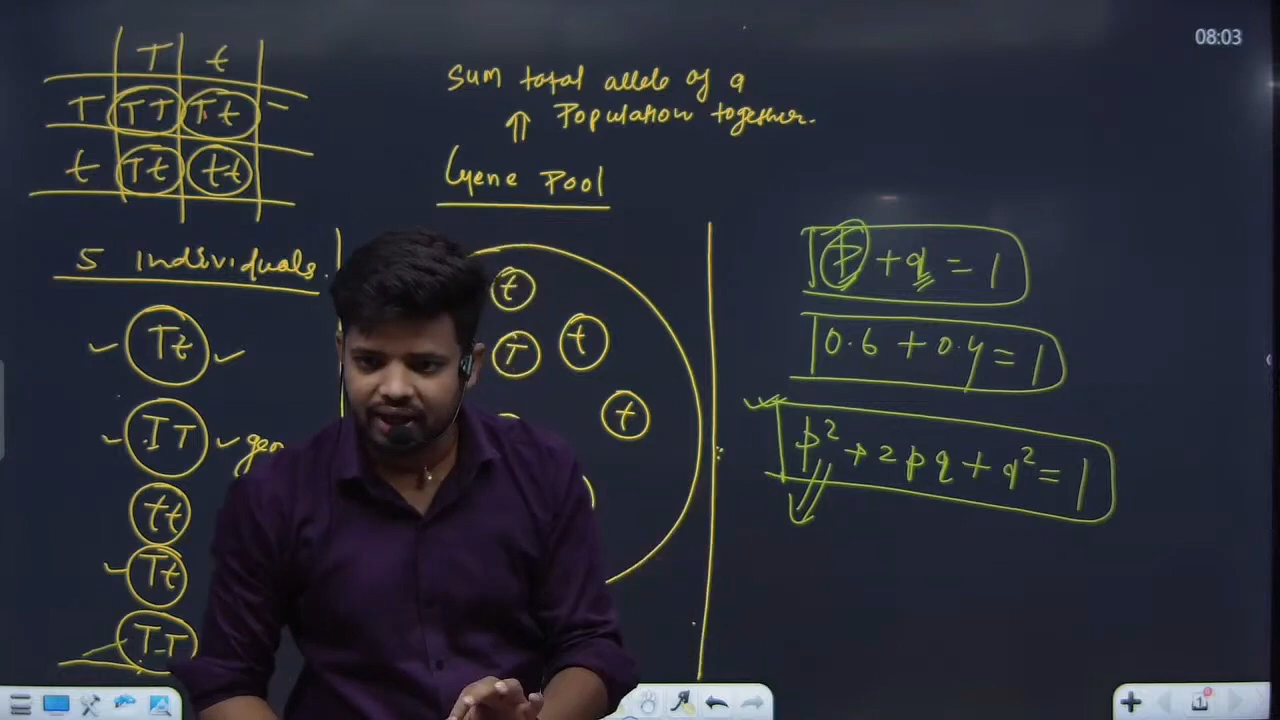 08:03
T t
T TT Tt =
t Tt tt
Sum total allele of a
Population together.
⇑
Gene Pool
5 individuals.
Tt
TT
tt
Tt
TT
t
T
t
t
p + q = 1
0.6 + 0.4 = 1
p² + 2pq + q² = 1
1